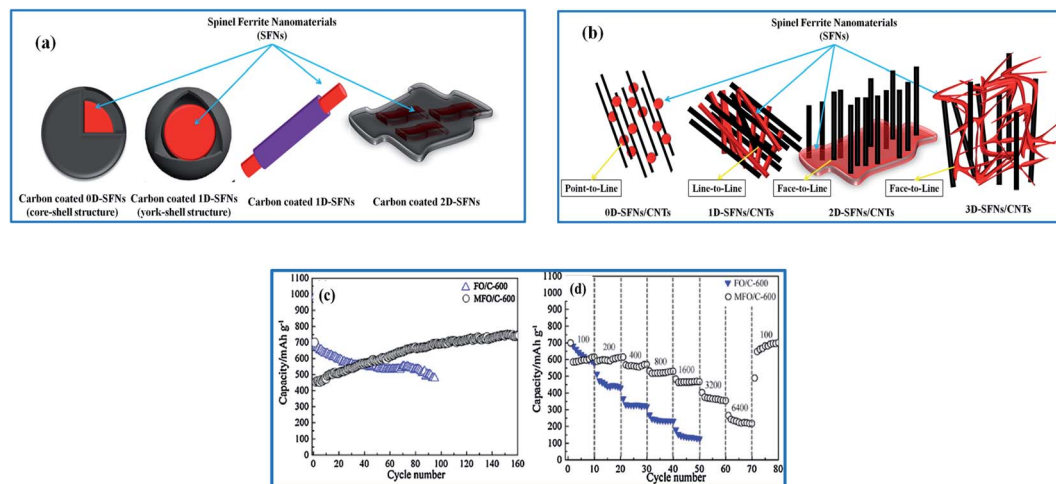 (a)
Spinel Ferrite Nanomaterials
(SFNs)
Carbon coated 0D-SFNs
(core-shell structure)
Carbon coated 1D-SFNs
(york-shell structure)
Carbon coated 1D-SFNs
Carbon coated 2D-SFNs
(b)
Spinel Ferrite Nanomaterials
(SFNs)
Point-to-Line
Line-to-Line
Face-to-Line
Face-to-Line
0D-SFNs/CNTs
1D-SFNs/CNTs
2D-SFNs/CNTs
3D-SFNs/CNTs
(c)
FO/C-600
MFO/C-600
Capacity/mAh g⁻¹
1100
1000
900
800
700
600
500
400
300
200
100
0
0 20 40 60 80 100 120 140 160
Cycle number
(d)
FO/C-600
MFO/C-600
Capacity/mAh g⁻¹
1100
1000
900
800
700
600
500
400
300
200
100
0
100
200
400
800
1600
3200
6400
100
0 10 20 30 40 50 60 70 80
Cycle number